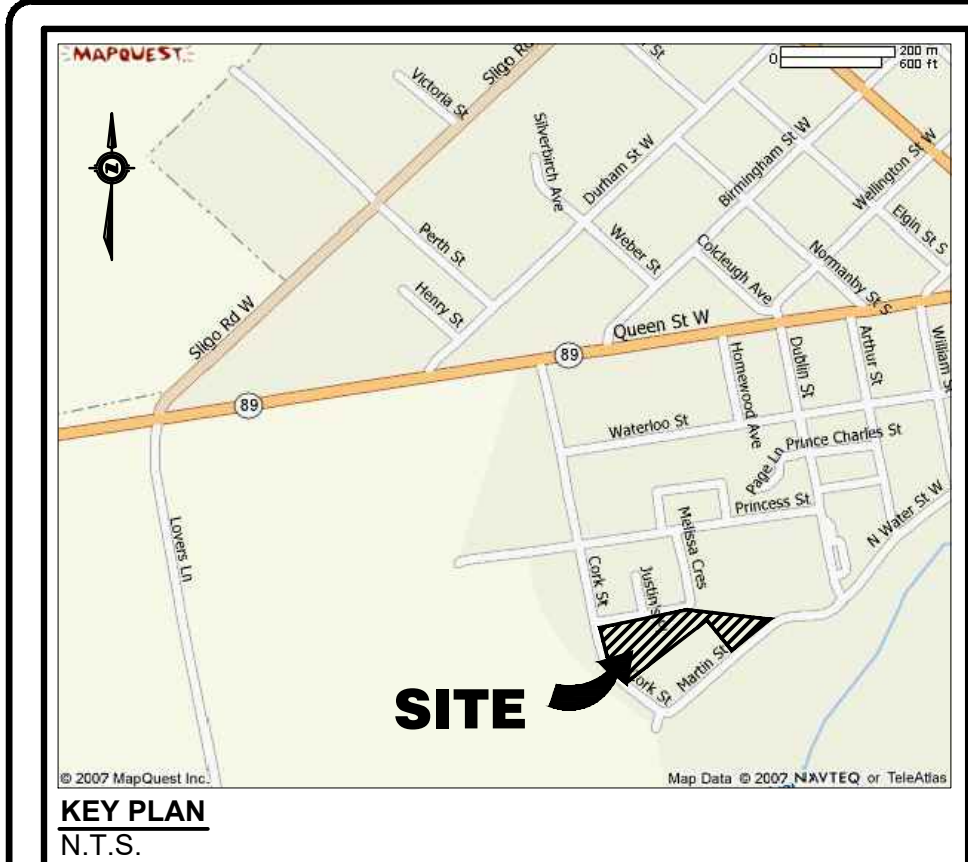 MAPQUEST
200 m
0
600 ft
Sligo Rd
St
Victoria St
Silverbirch Ave
Durham St W
Birmingham St W
Wellington St W
Elgin St S
Perth St
Weber St
Colcleugh Ave
Normanby St S
Henry St
Sligo Rd W
Queen St W
89
89
Homewood Ave
Dublin St
Arthur St
William St
Waterloo St
Prince Charles St
Page Ln
Princess St
Melissa Cres
N Water St W
Lovers Ln
Cork St
Martin St
Cork St
SITE
© 2007 MapQuest Inc.
Map Data © 2007 NAVTEQ or TeleAtlas
KEY PLAN
N.T.S.